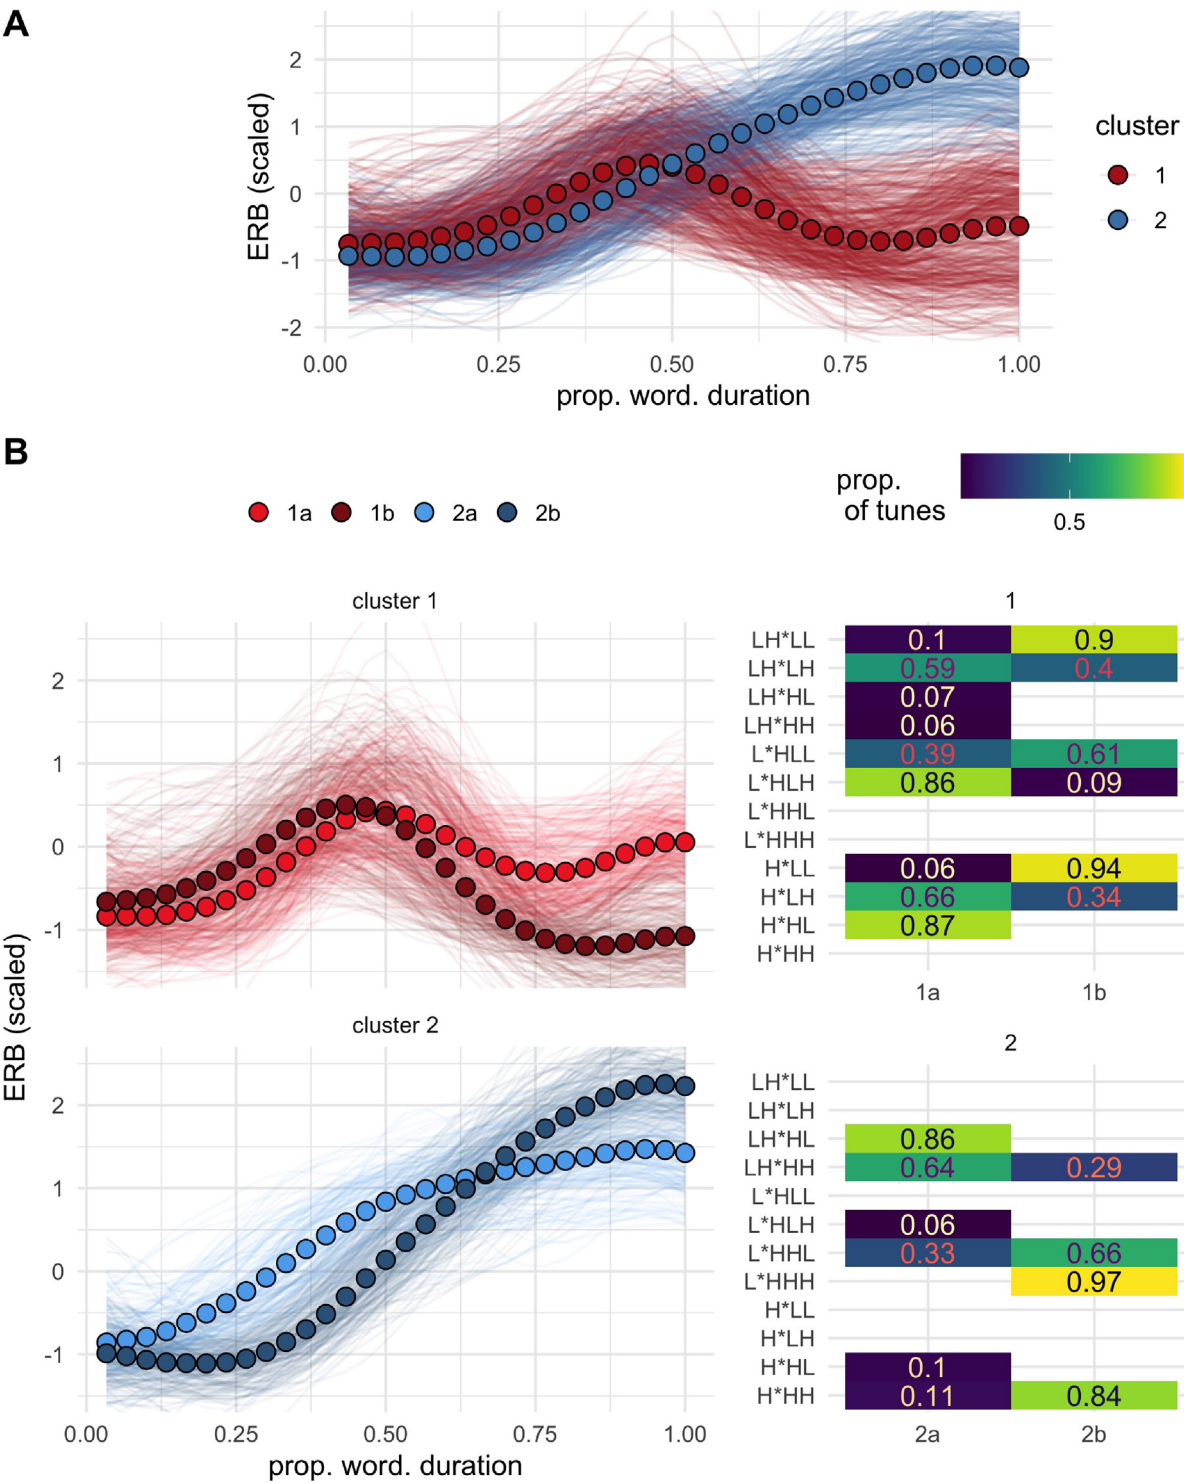 A
2
1
0
-1
-2
ERB (scaled)
0.00 0.25 0.50 0.75 1.00
prop. word. duration
cluster
1
2
B
prop.
of tunes
0.5
1a 1b 2a 2b
cluster 1
2
1
0
-1
ERB (scaled)
cluster 2
2
1
0
-1
0.00 0.25 0.50 0.75 1.00
prop. word. duration
1
LH*LL 0.1 0.9
LH*LH 0.59 0.4
LH*HL 0.07
LH*HH 0.06
L*HLL 0.39 0.61
L*HLH 0.86 0.09
L*HHL
L*HHH
H*LL 0.06 0.94
H*LH 0.66 0.34
H*HL 0.87
H*HH
1a 1b
2
LH*LL
LH*LH
LH*HL 0.86
LH*HH 0.64 0.29
L*HLL
L*HLH 0.06
L*HHL 0.33 0.66
L*HHH 0.97
H*LL
H*LH
H*HL 0.1
H*HH 0.11 0.84
2a 2b